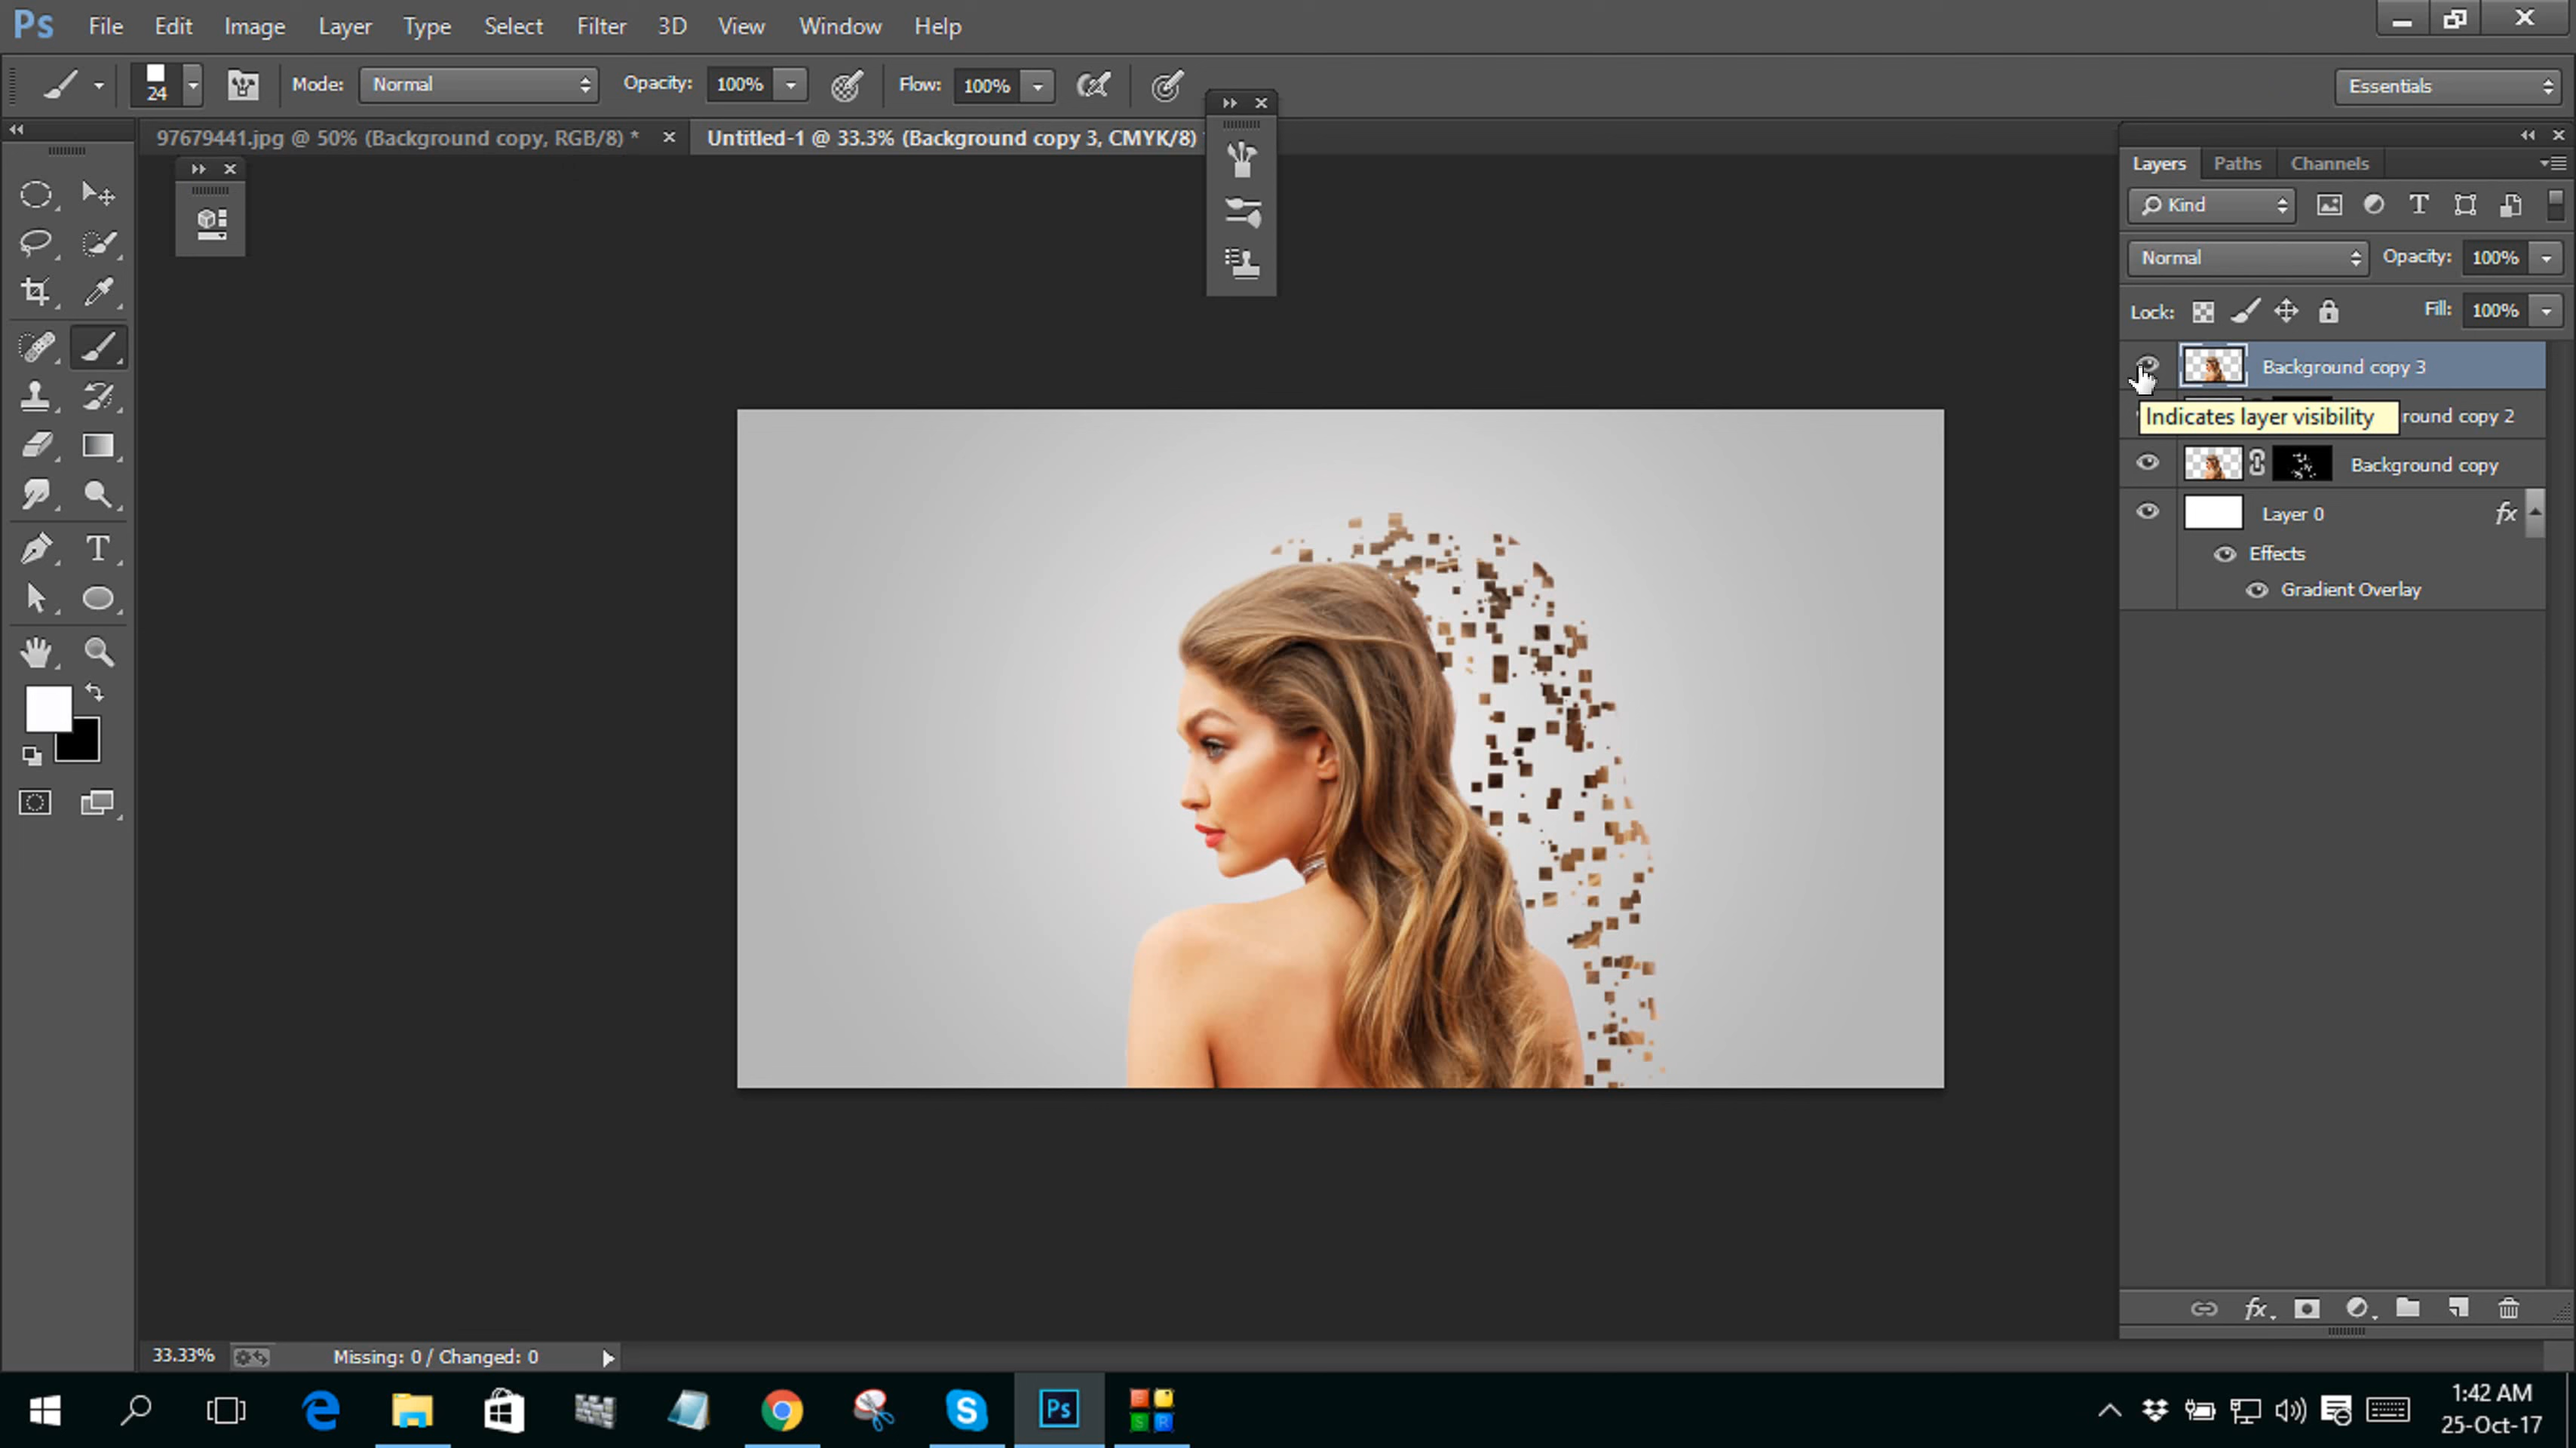 Ps File Edit Image Layer Type Select Filter 3D View Window Help
24 Mode: Normal Opacity: 100% Flow: 100% Essentials
97679441.jpg @ 50% (Background copy, RGB/8) * Untitled-1 @ 33.3% (Background copy 3, CMYK/8)
Layers Paths Channels
Kind
Normal Opacity: 100%
Lock: Fill: 100%
Background copy 3
Indicates layer visibility round copy 2
Background copy
Layer 0 fx
Effects
Gradient Overlay
T
fx
33.33% Missing: 0 / Changed: 0
1:42 AM
25-Oct-17
S Ps E S R